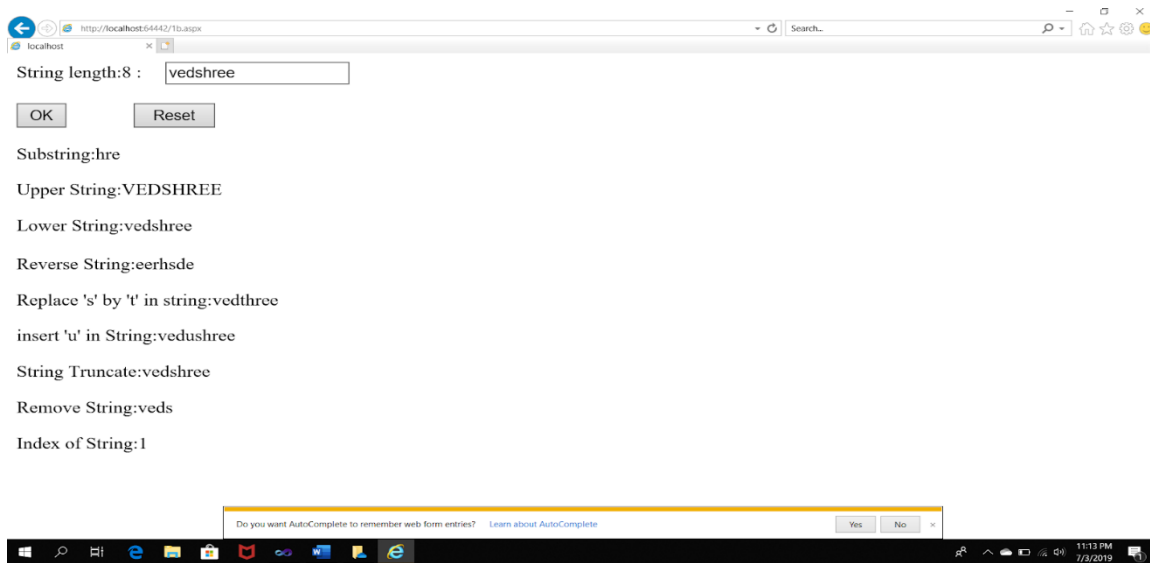 http://localhost:64442/1b.aspx
Search...
localhost
String length:8 : vedshree
OK Reset
Substring:hre
Upper String:VEDSHREE
Lower String:vedshree
Reverse String:eerhsde
Replace 's' by 't' in string:vedthree
insert 'u' in String:vedushree
String Truncate:vedshree
Remove String:veds
Index of String:1
Do you want AutoComplete to remember web form entries? Learn about AutoComplete Yes No
11:13 PM
7/3/2019